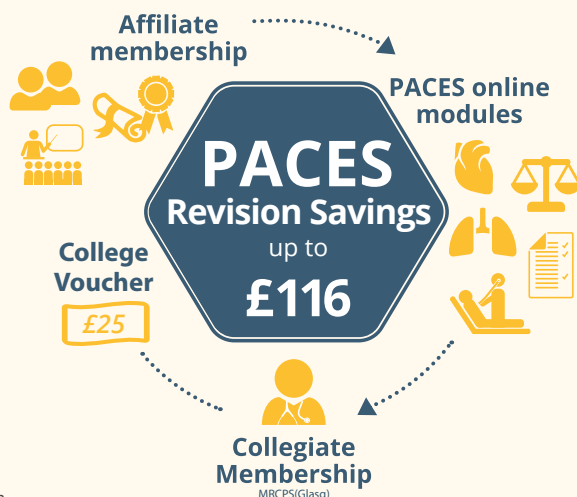 Affiliate
membership
PACES online
modules
PACES
Revision Savings
up to
£116
College
Voucher
£25
Collegiate
Membership
MRCPS(Glasg)